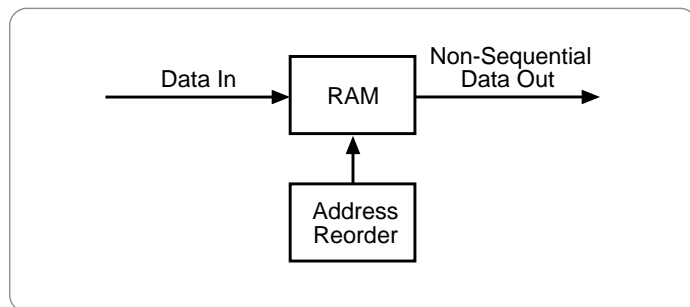 Data In
RAM
Non-Sequential
Data Out
Address
Reorder